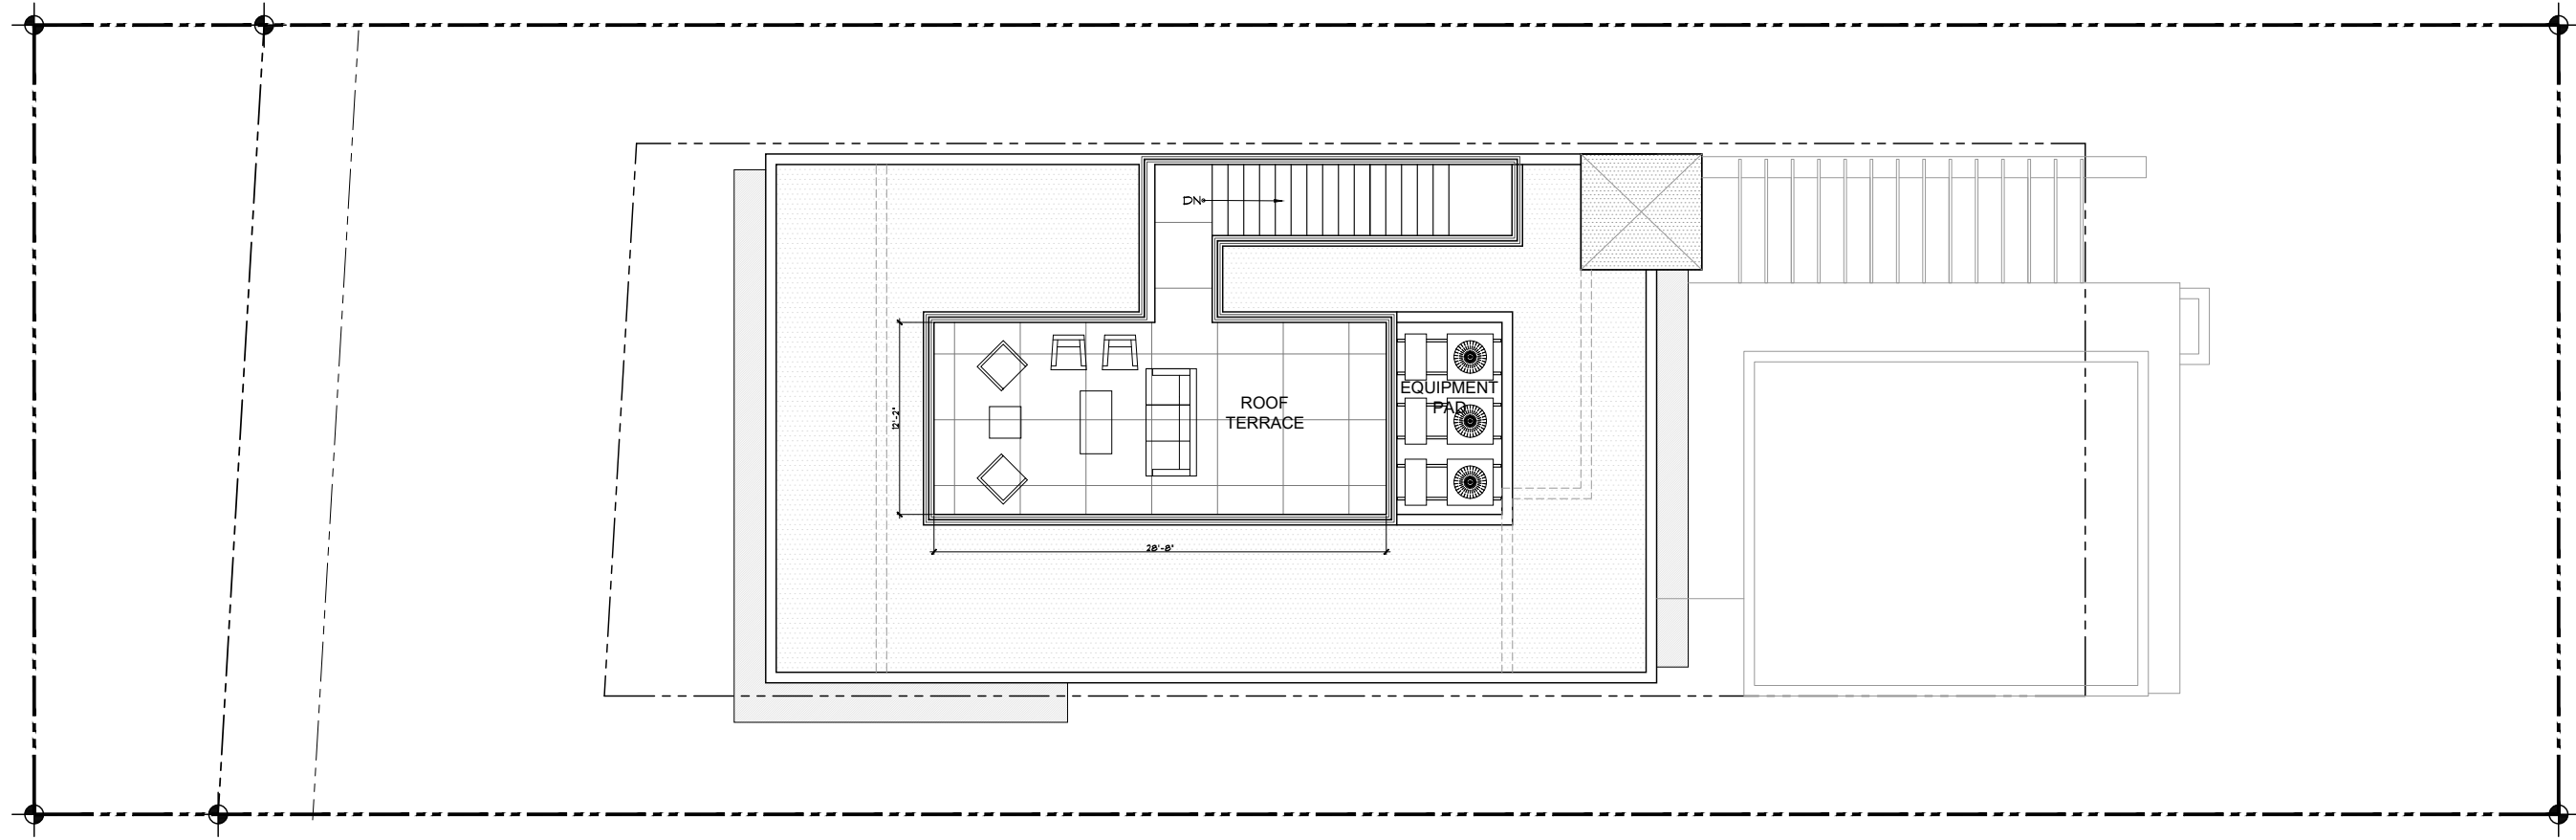 DN
ROOF
TERRACE
EQUIPMENT
PAD
12'-2"
28'-8"